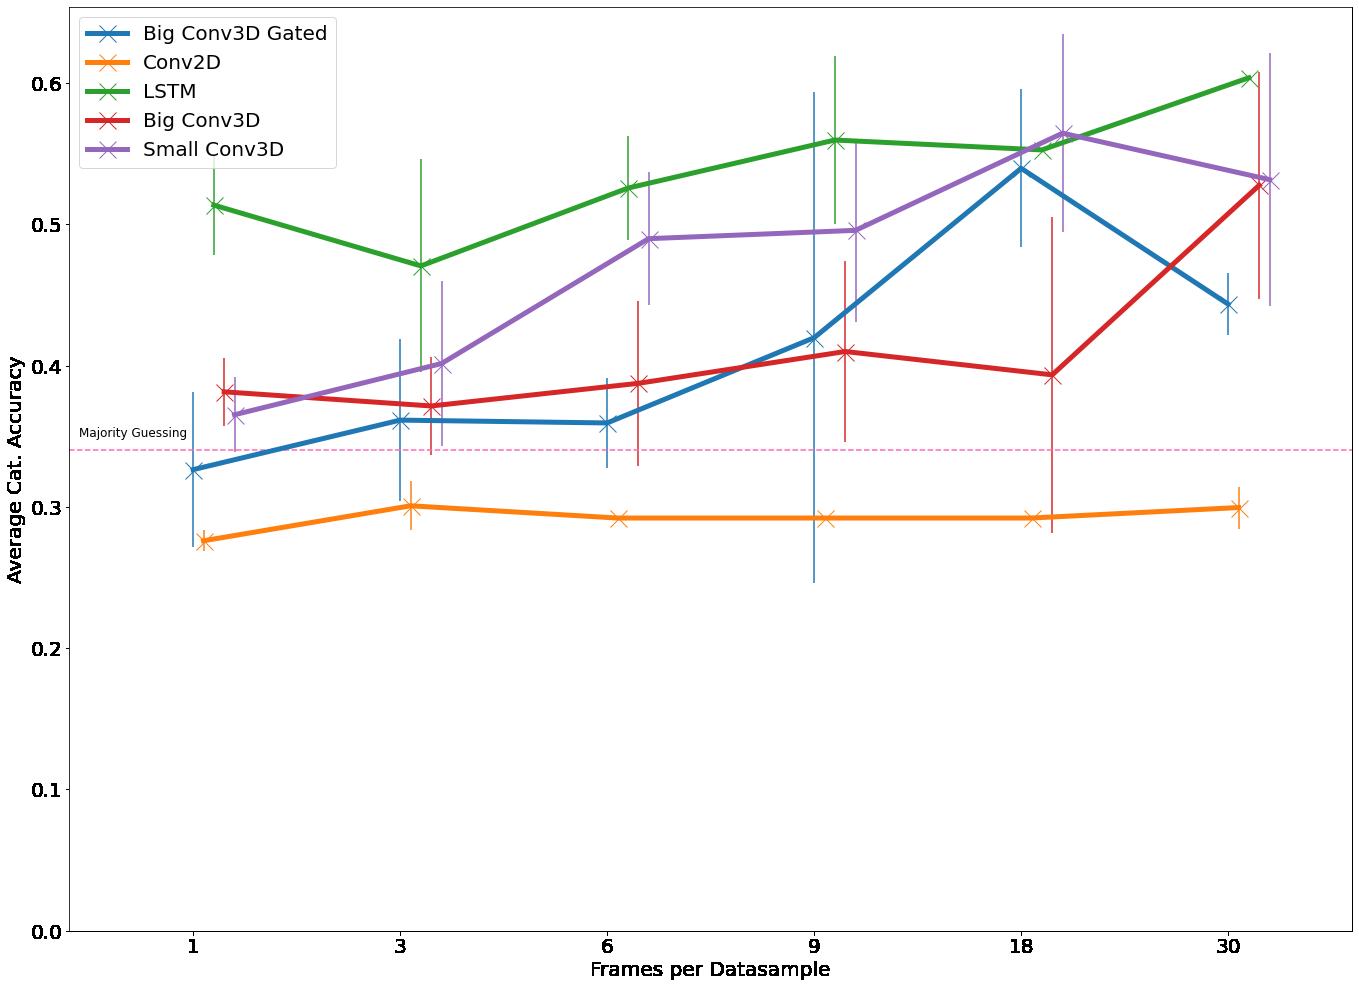 Big Conv3D Gated
Conv2D
LSTM
Big Conv3D
Small Conv3D
0.6
0.5
0.4
0.3
0.2
0.1
0.0
Average Cat. Accuracy
Majority Guessing
1 3 6 9 18 30
Frames per Datasample